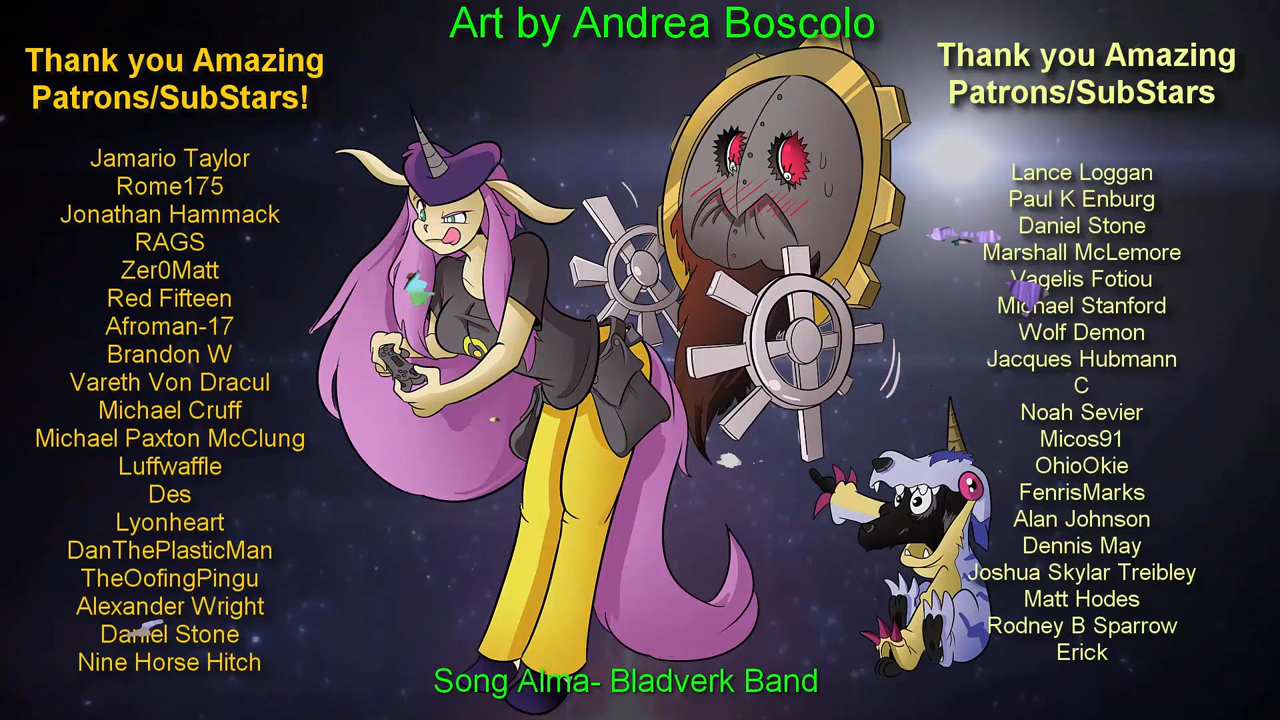 Art by Andrea Boscolo
Thank you Amazing
Patrons/SubStars!
Jamario Taylor
Rome175
Jonathan Hammack
RAGS
Zer0Matt
Red Fifteen
Afroman-17
Brandon W
Vareth Von Dracul
Michael Cruff
Michael Paxton McClung
Luffwaffle
Des
Lyonheart
DanThePlasticMan
TheOofingPingu
Alexander Wright
Daniel Stone
Nine Horse Hitch
Thank you Amazing
Patrons/SubStars
Lance Loggan
Paul K Enburg
Daniel Stone
Marshall McLemore
Vagelis Fotiou
Michael Stanford
Wolf Demon
Jacques Hubmann
C
Noah Sevier
Micos91
OhioOkie
FenrisMarks
Alan Johnson
Dennis May
Joshua Skylar Treibley
Matt Hodes
Rodney B Sparrow
Erick
Song Alma- Bladverk Band